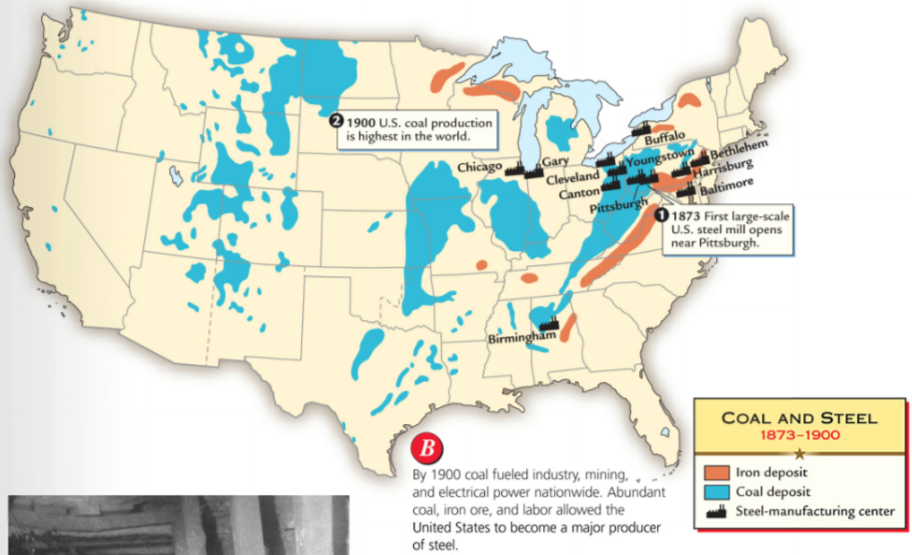 2 1900 U.S. coal production
is highest in the world.
Buffalo
Chicago
Gary
Cleveland
Youngstown
Bethlehem
Harrisburg
Canton
Baltimore
Pittsburgh
1 1873 First large-scale
U.S. steel mill opens
near Pittsburgh.
Birmingham
COAL AND STEEL
1873–1900
Iron deposit
Coal deposit
Steel-manufacturing center
B
By 1900 coal fueled industry, mining,
and electrical power nationwide. Abundant
coal, iron ore, and labor allowed the
United States to become a major producer
of steel.